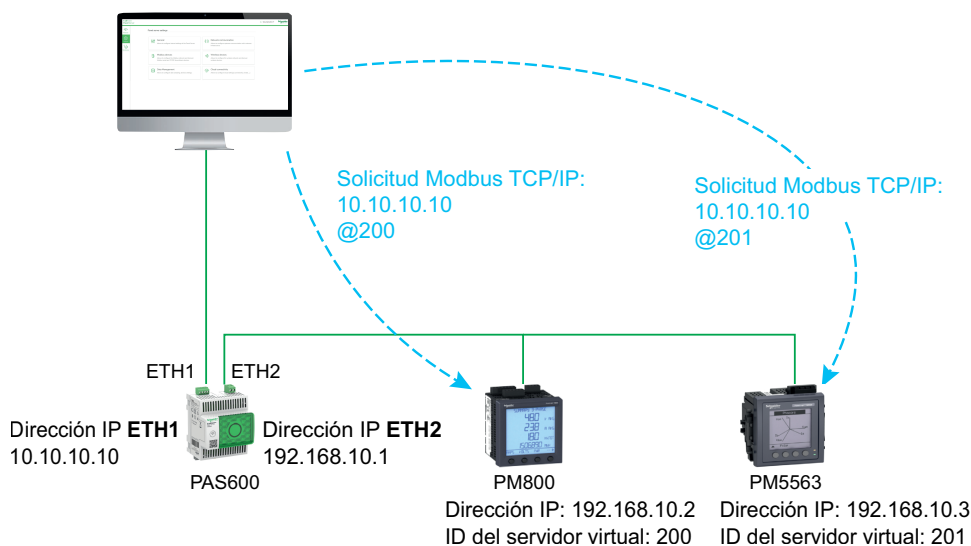 Solicitud Modbus TCP/IP:
10.10.10.10
@200
Solicitud Modbus TCP/IP:
10.10.10.10
@201
ETH1
ETH2
Dirección IP ETH1
10.10.10.10
Dirección IP ETH2
192.168.10.1
PAS600
PM800
Dirección IP: 192.168.10.2
ID del servidor virtual: 200
PM5563
Dirección IP: 192.168.10.3
ID del servidor virtual: 201